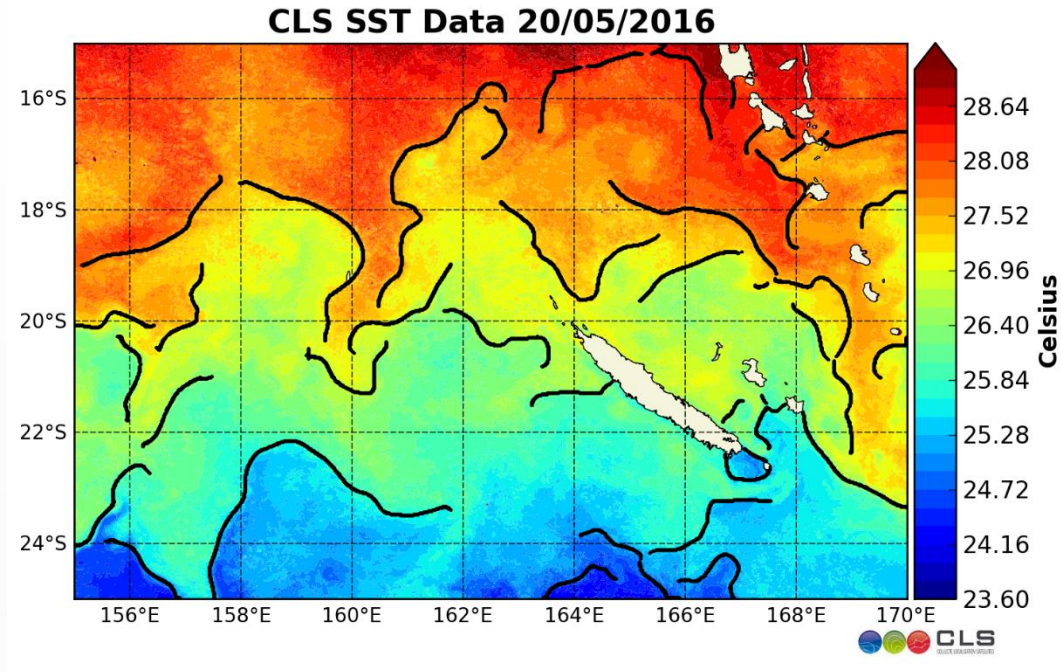 CLS SST Data 20/05/2016
16°S
18°S
20°S
22°S
24°S
156°E 158°E 160°E 162°E 164°E 166°E 168°E 170°E
28.64
28.08
27.52
26.96
26.40
25.84
25.28
24.72
24.16
23.60
Celsius
CLS